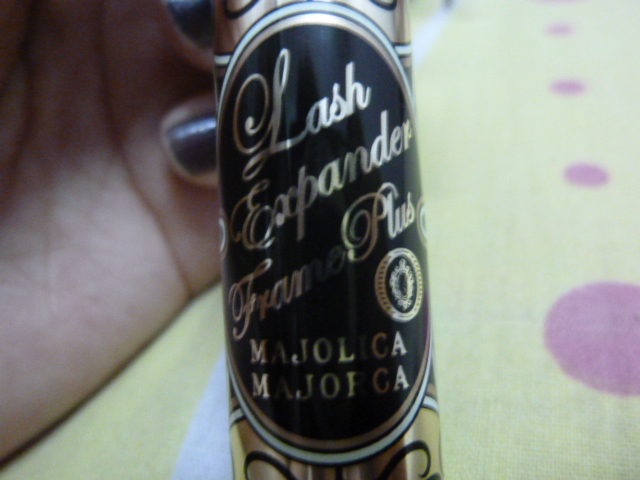 Lash
Expander
Frame Plus
MAJOLICA
MAJORCA